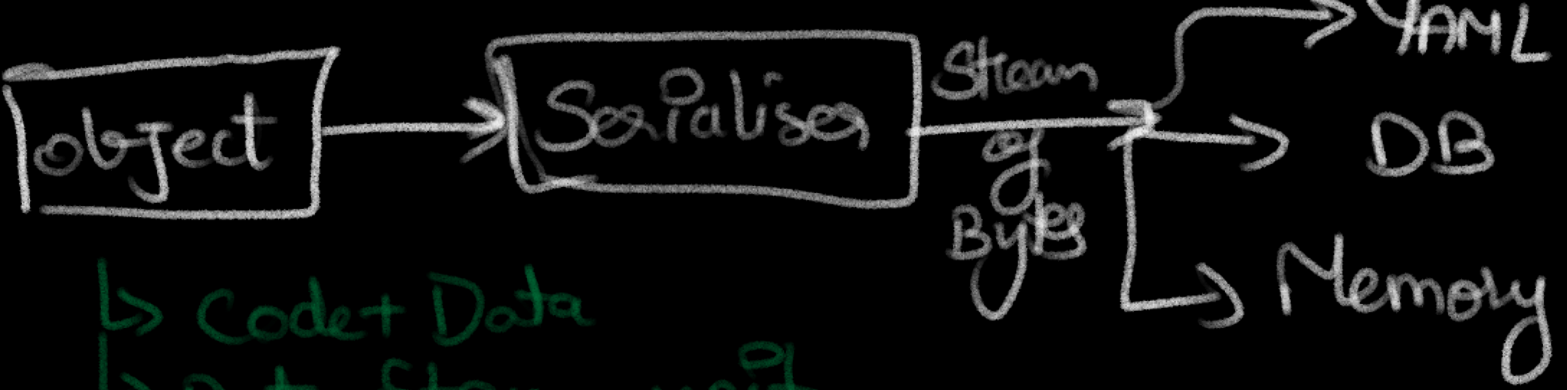 object
Serialiser
Stream
of
Bytes
YAML
DB
Memory
Code + Data